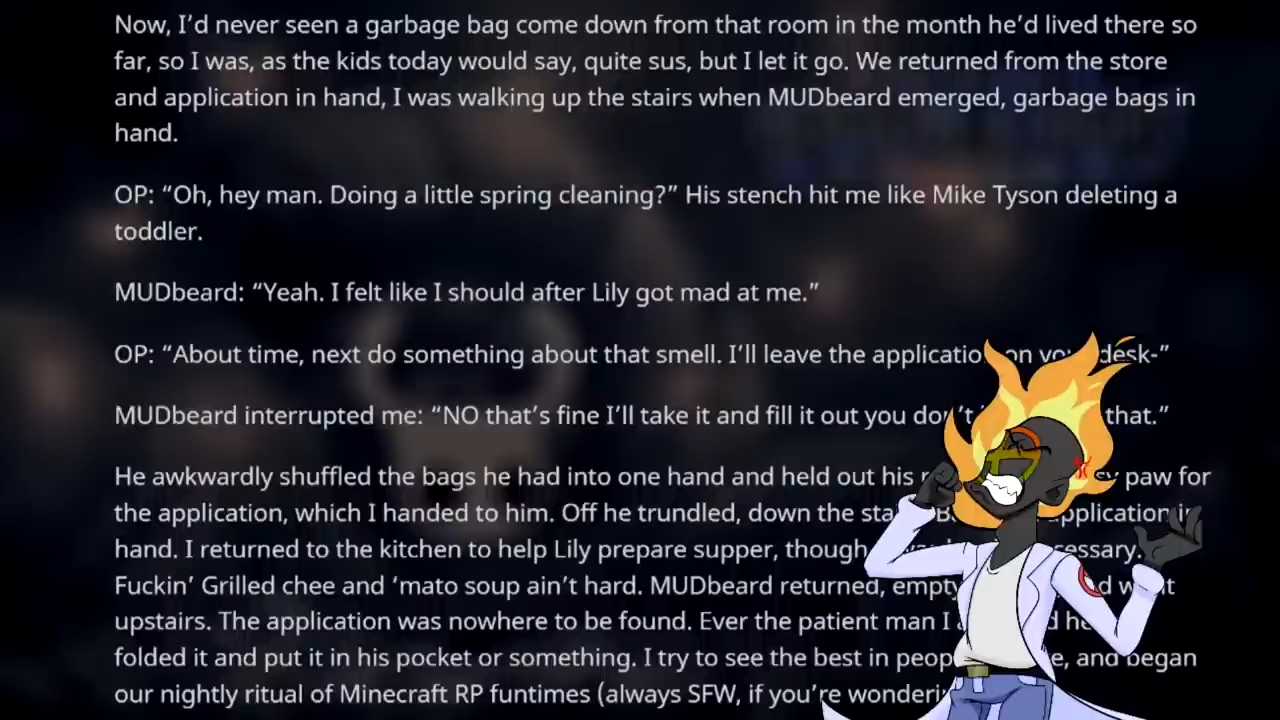 Now, I’d never seen a garbage bag come down from that room in the month he’d lived there so
far, so I was, as the kids today would say, quite sus, but I let it go. We returned from the store
and application in hand, I was walking up the stairs when MUDbeard emerged, garbage bags in
hand.
OP: “Oh, hey man. Doing a little spring cleaning?” His stench hit me like Mike Tyson deleting a
toddler.
MUDbeard: “Yeah. I felt like I should after Lily got mad at me.”
OP: “About time, next do something about that smell. I’ll leave the application on your desk-”
MUDbeard interrupted me: “NO that’s fine I’ll take it and fill it out you don’t that.”
He awkwardly shuffled the bags he had into one hand and held out his paw for
the application, which I handed to him. Off he trundled, down the application in
hand. I returned to the kitchen to help Lily prepare supper, though
Fuckin’ Grilled chee and ‘mato soup ain’t hard. MUDbeard returned, empty
upstairs. The application was nowhere to be found. Ever the patient man I
folded it and put it in his pocket or something. I try to see the best in and began
our nightly ritual of Minecraft RP funtimes (always SFW, if you’re